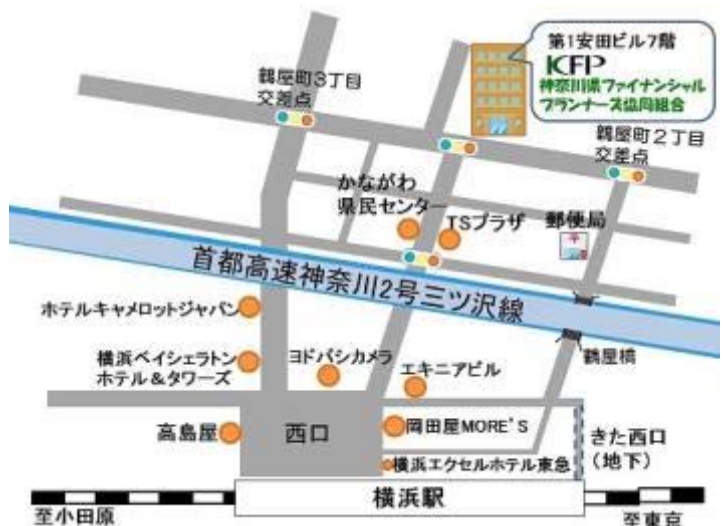 第1安田ビル7階
KFP
神奈川県ファイナンシャル
プランナーズ協同組合
鶴屋町3丁目
交差点
鶴屋町2丁目
交差点
かながわ
県民センター
TSプラザ
郵便局
首都高速神奈川2号三ツ沢線
ホテルキャメロットジャパン
鶴屋橋
横浜ベイシェラトン
ホテル&タワーズ
ヨドバシカメラ
エキニアビル
高島屋
西口
岡田屋MORE'S
きた西口
(地下)
横浜エクセルホテル東急
横浜駅
至小田原
至東京